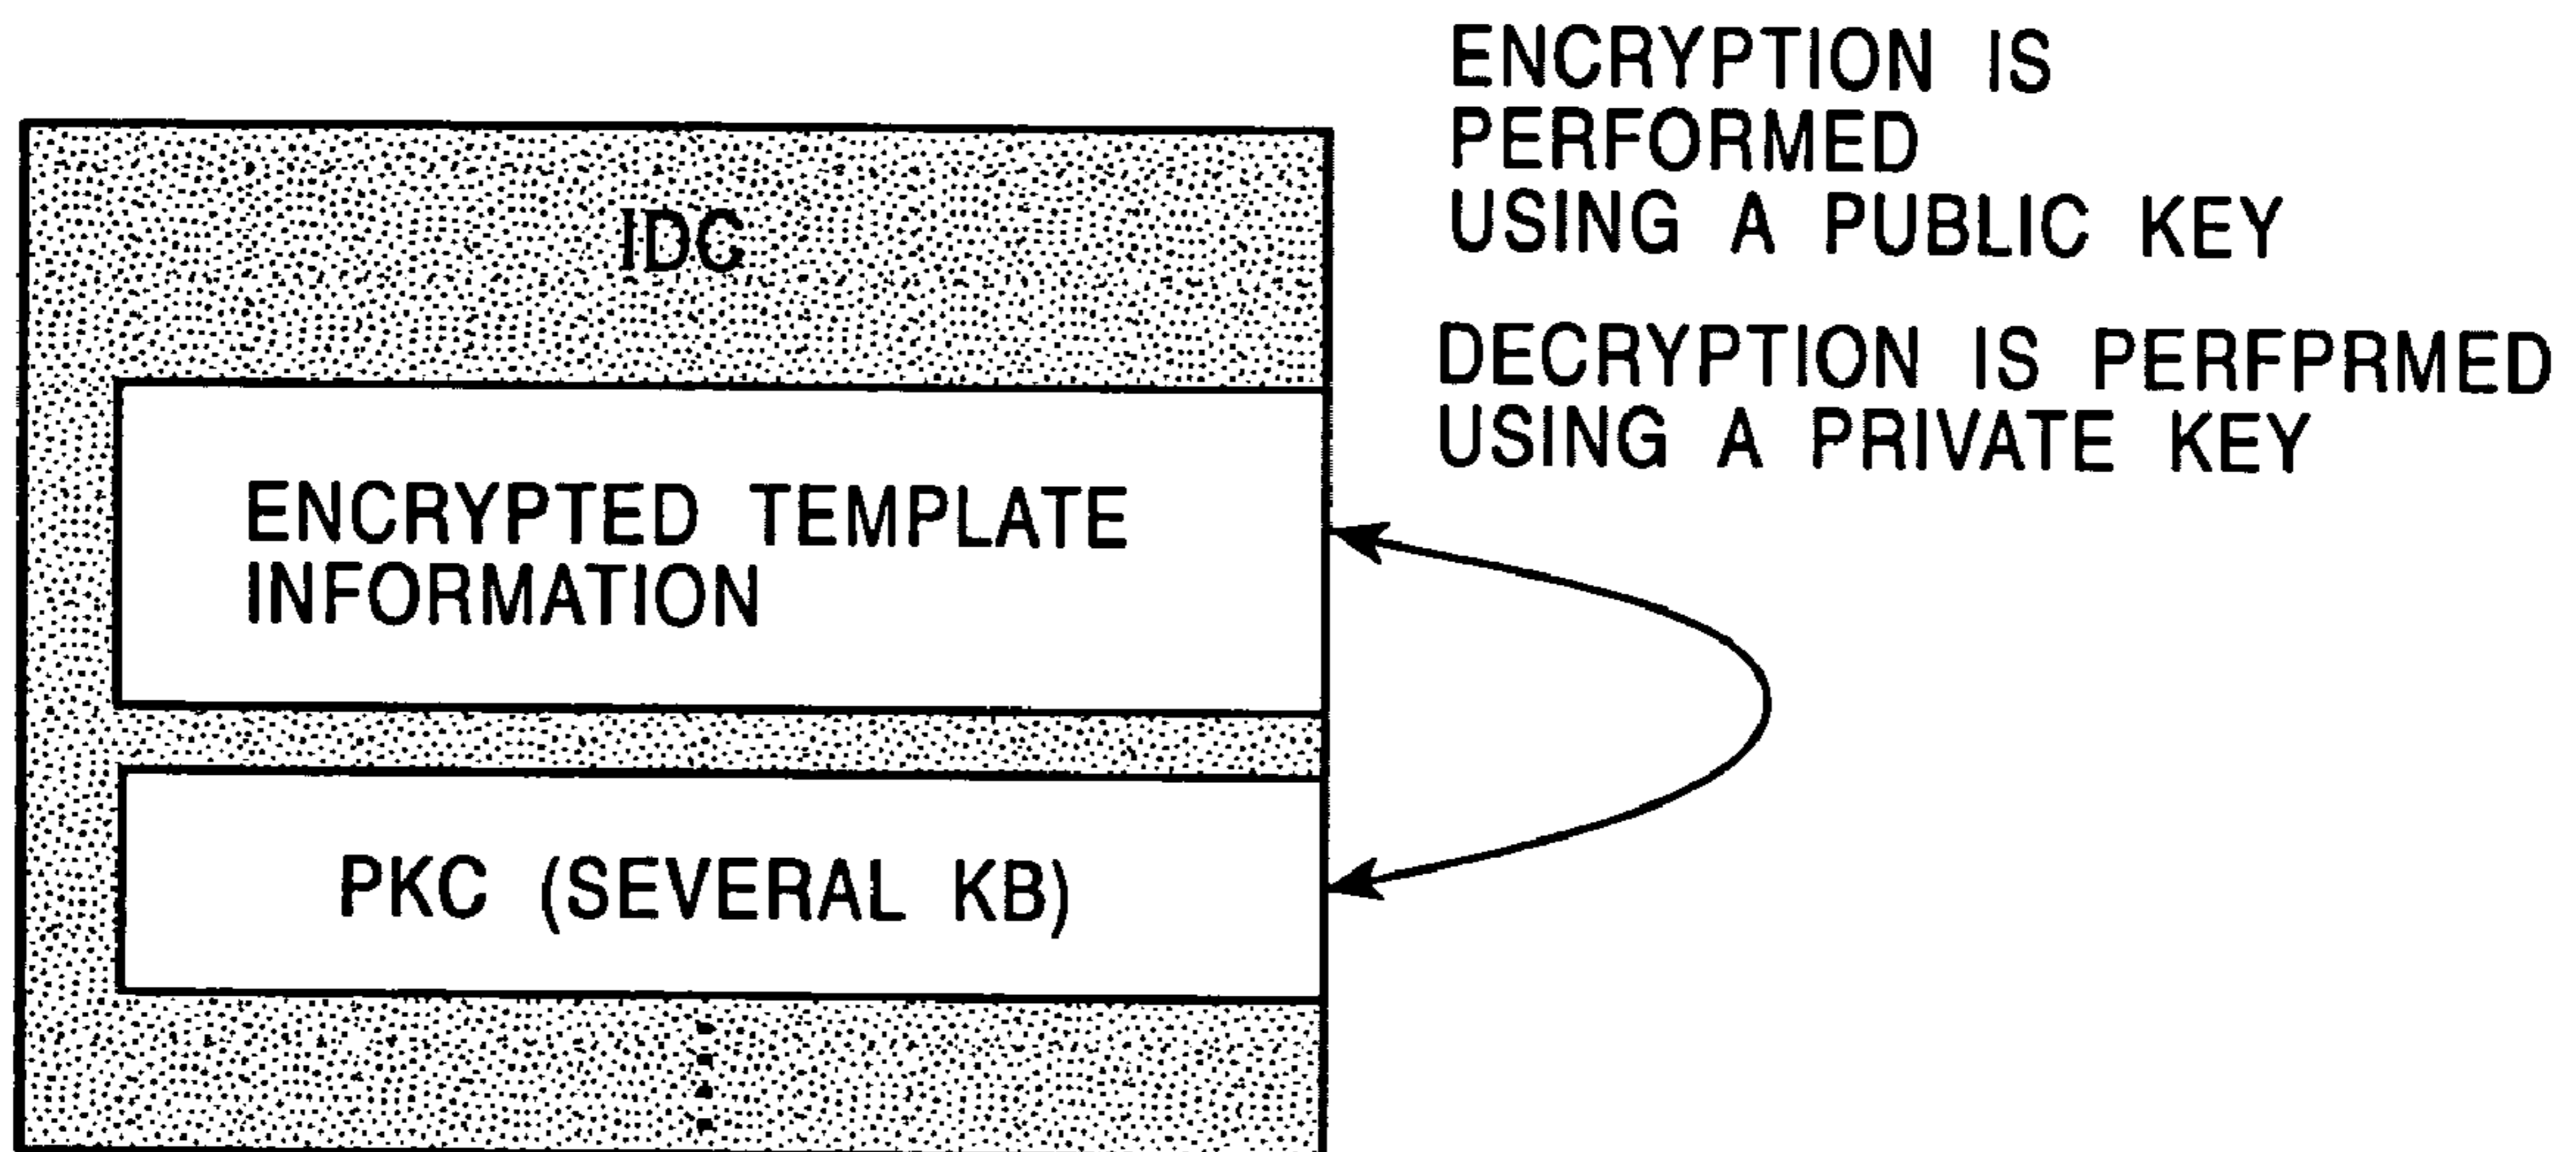 ENCRYPTION IS
PERFORMED
USING A PUBLIC KEY
DECRYPTION IS PERFPRMED
USING A PRIVATE KEY
IDC
ENCRYPTED TEMPLATE
INFORMATION
PKC (SEVERAL KB)